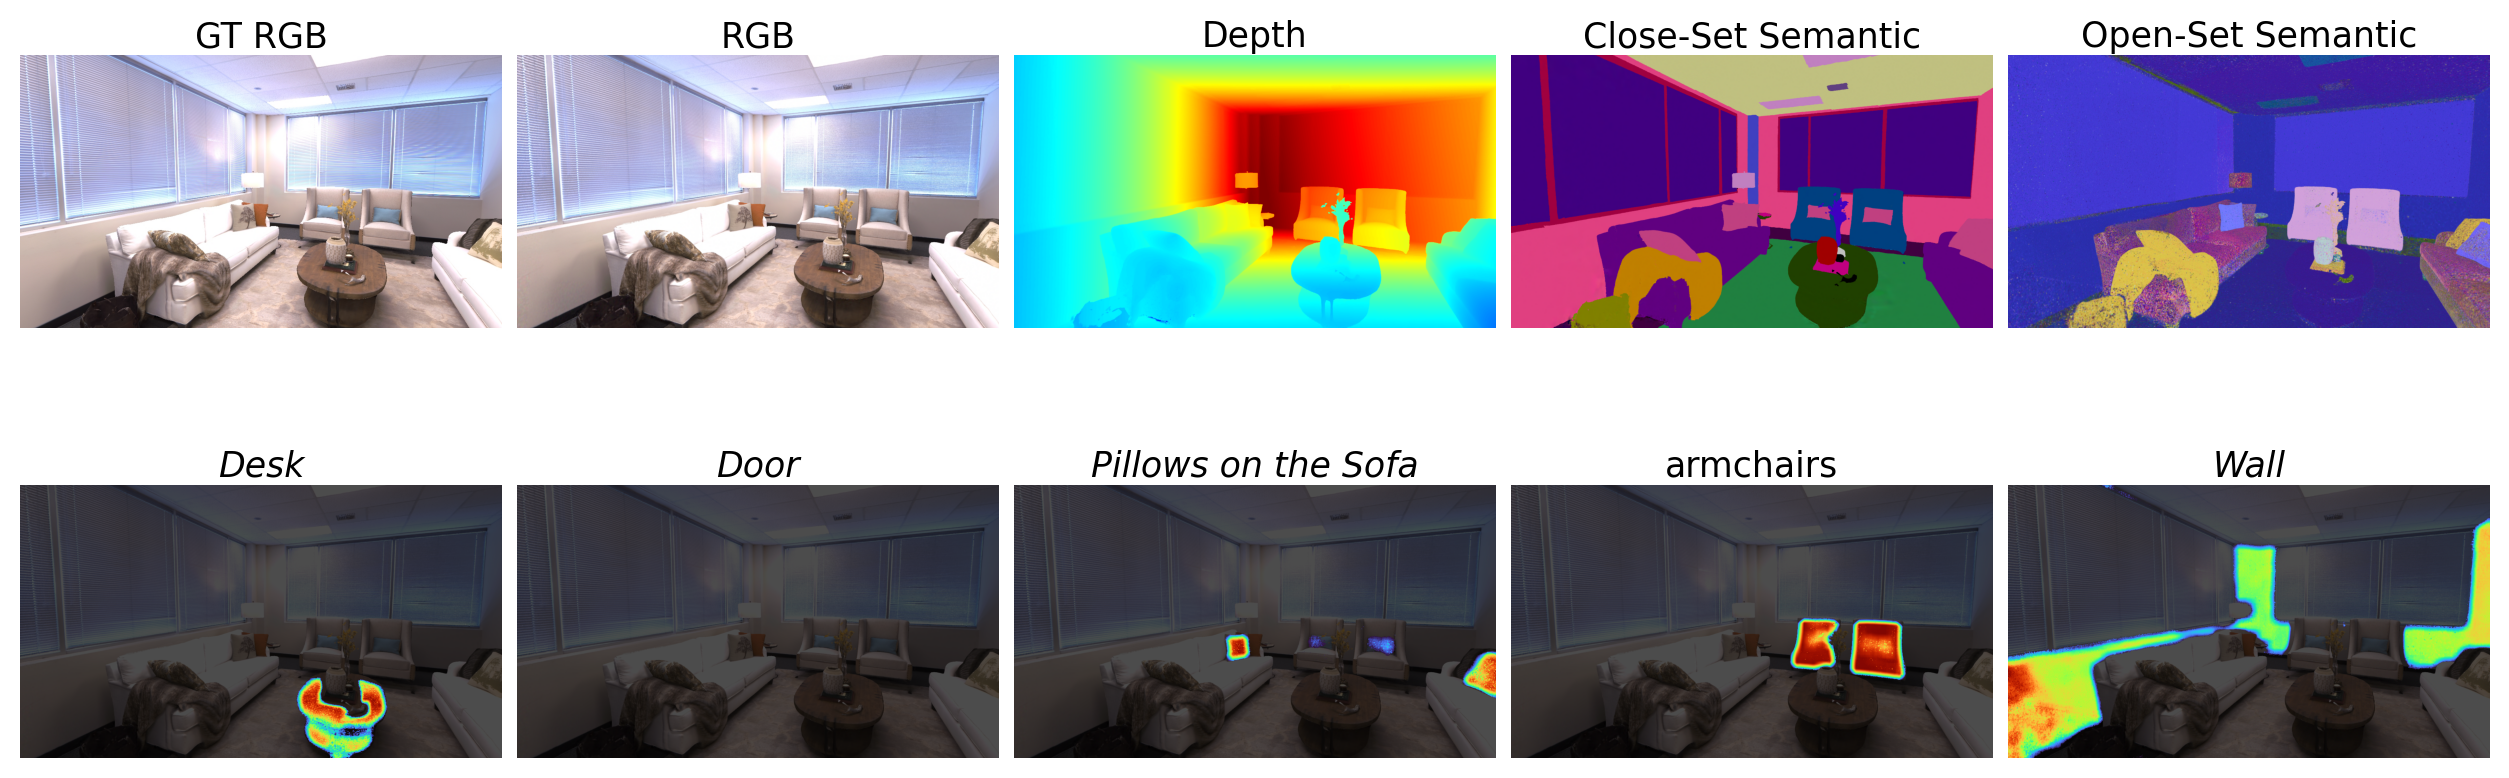 GT RGB
RGB
Depth
Close-Set Semantic
Open-Set Semantic
Desk
Door
Pillows on the Sofa
armchairs
Wall